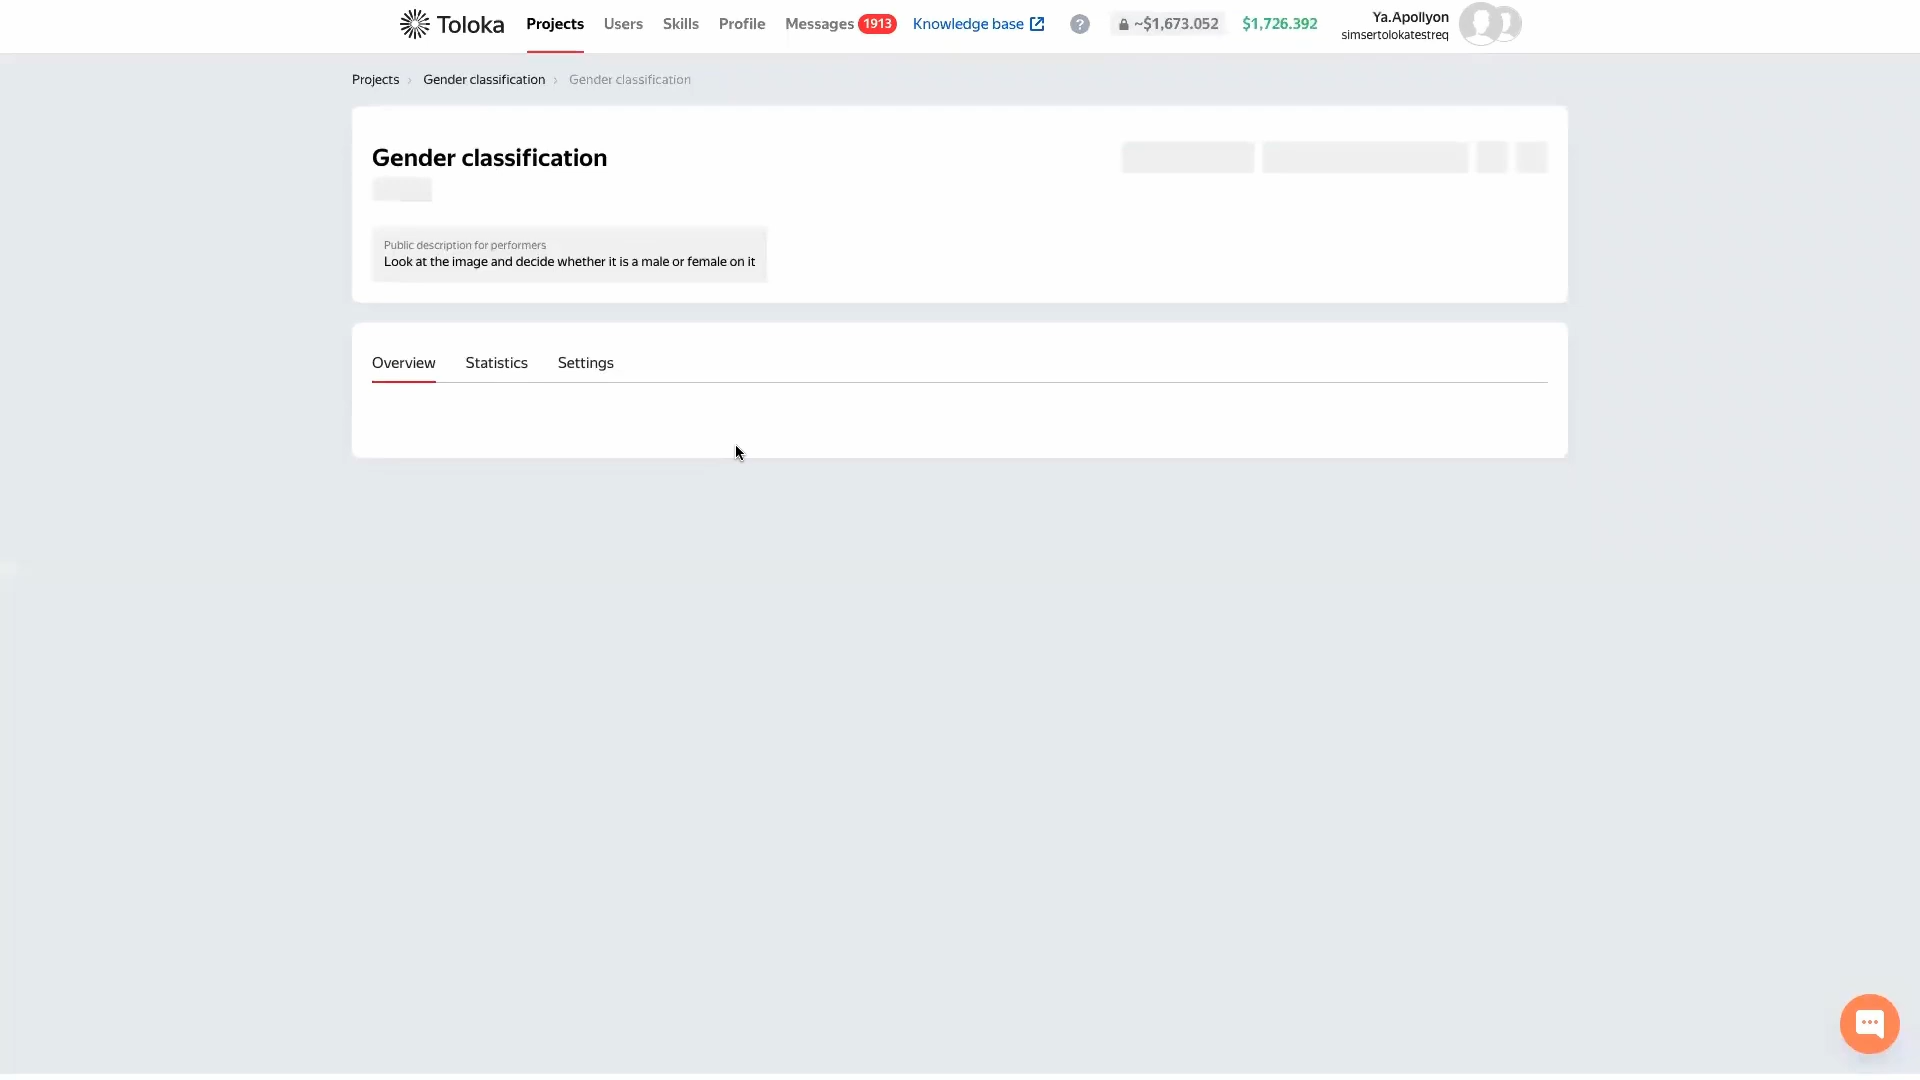 Toloka Projects Users Skills Profile Messages 1913 Knowledge base ? ~$1,673.052 $1,726.392 Ya.Apollyon
simsertolokatestreq
Projects › Gender classification › Gender classification
Gender classification
Public description for performers
Look at the image and decide whether it is a male or female on it
Overview Statistics Settings